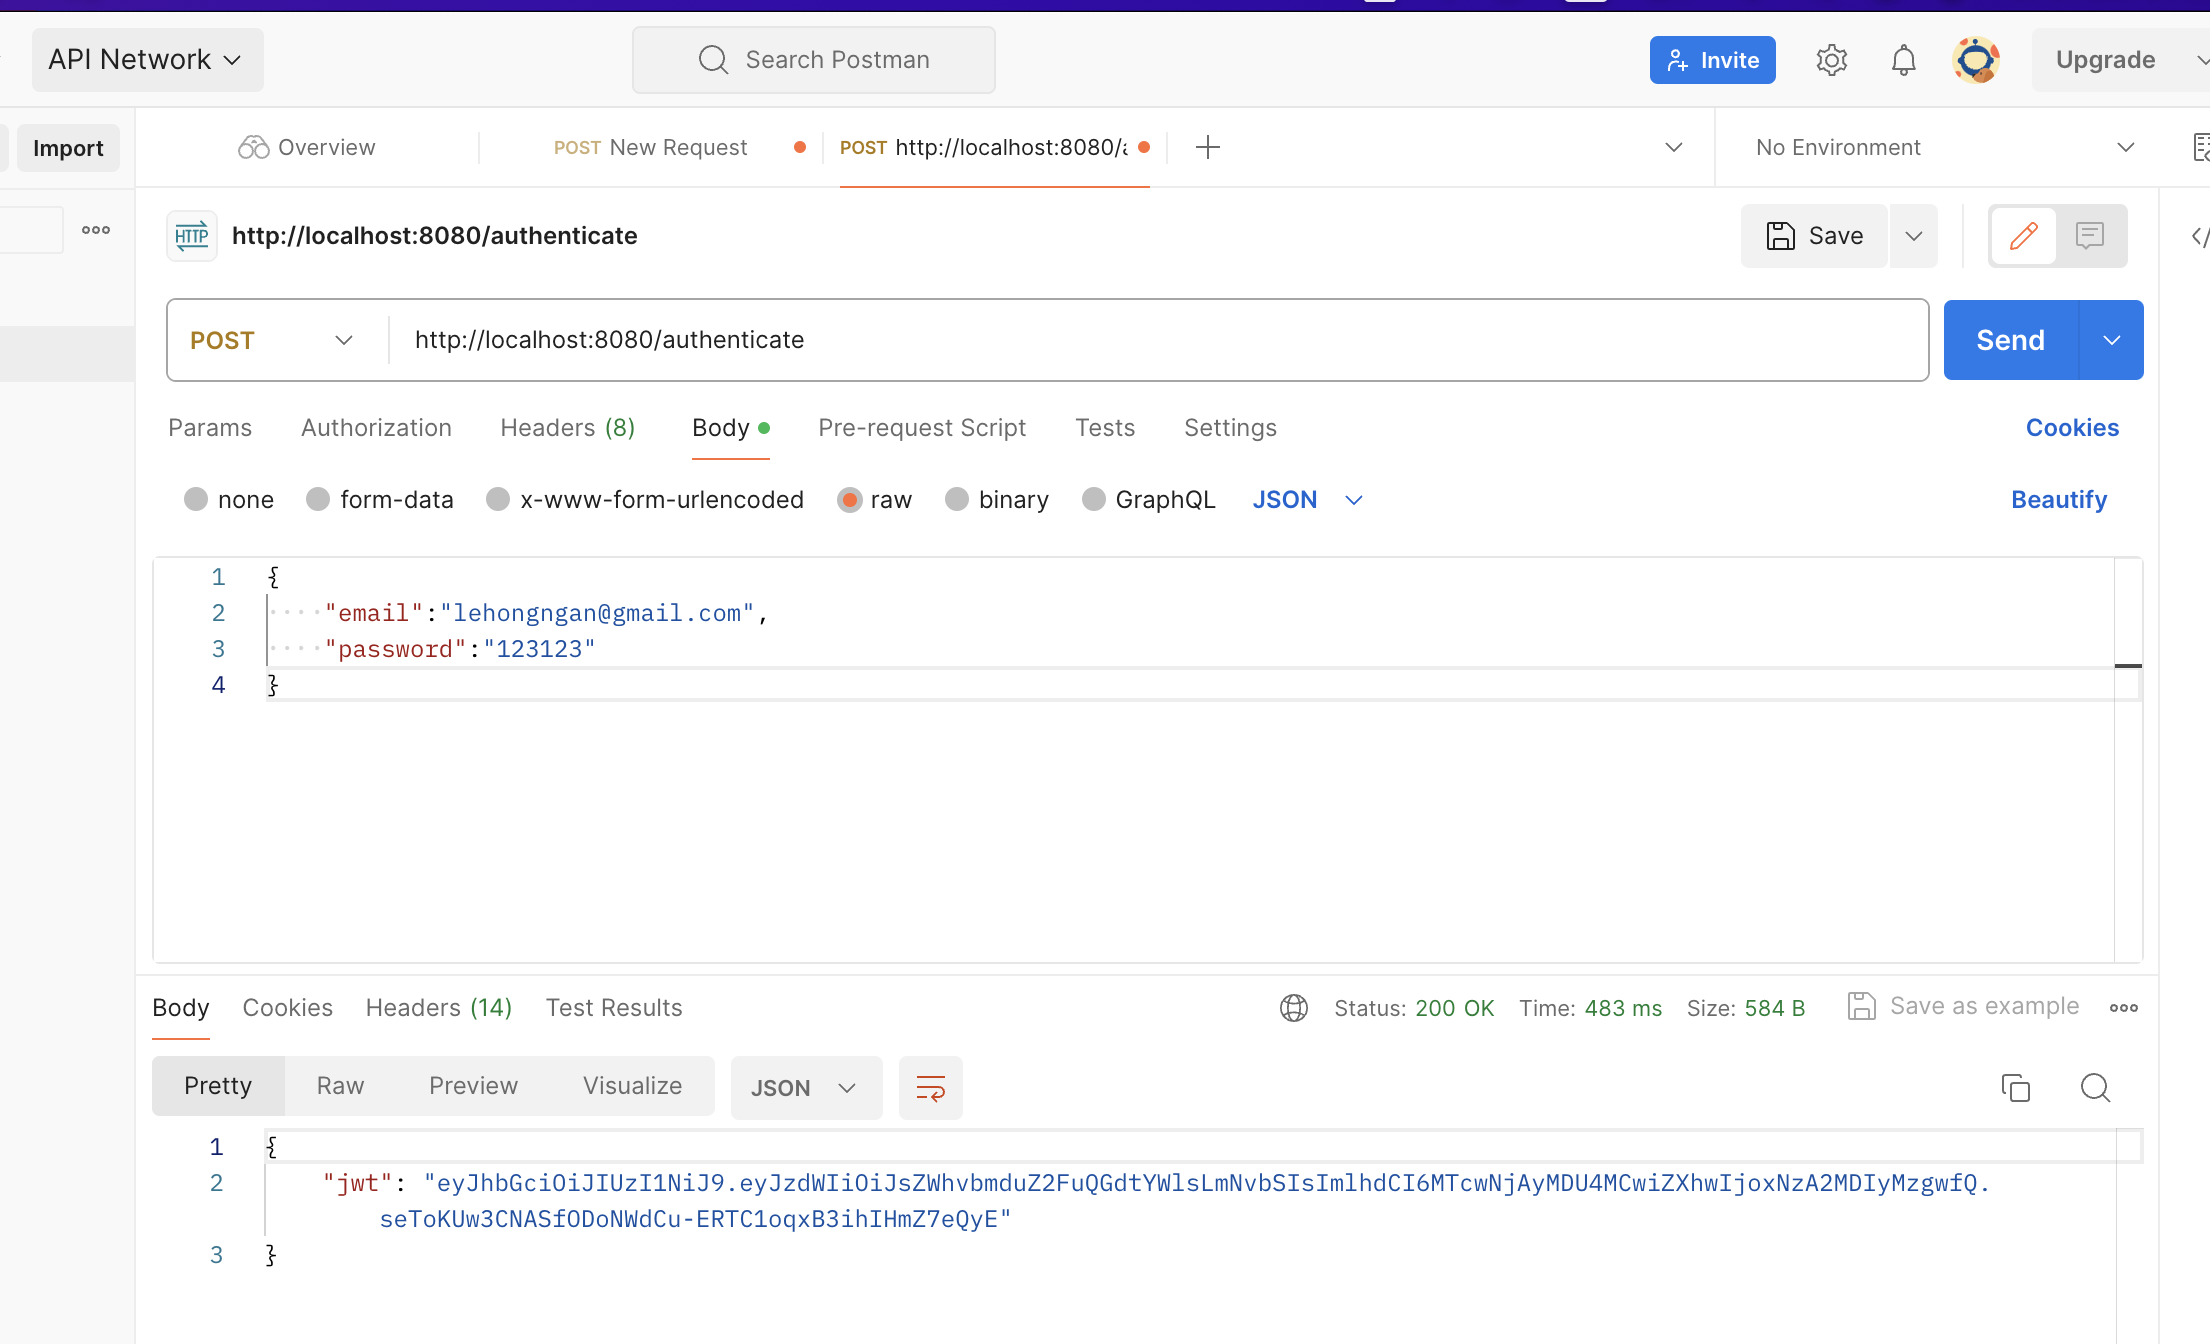 API Network
Search Postman
Invite
Upgrade
Import
Overview
POST New Request
POST http://localhost:8080/a
No Environment
HTTP
http://localhost:8080/authenticate
Save
POST
http://localhost:8080/authenticate
Send
Params
Authorization
Headers (8)
Body
Pre-request Script
Tests
Settings
Cookies
none
form-data
x-www-form-urlencoded
raw
binary
GraphQL
JSON
Beautify
1 {
2 "email":"lehongngan@gmail.com",
3 "password":"123123"
4 }
Body
Cookies
Headers (14)
Test Results
Status: 200 OK
Time: 483 ms
Size: 584 B
Save as example
Pretty
Raw
Preview
Visualize
JSON
1 {
2 "jwt": "eyJhbGciOiJIUzI1NiJ9.eyJzdWIiOiJsZWhvbmduZ2FuQGdtYWlsLmNvbSIsImlhdCI6MTcwNjAyMDU4MCwiZXhwIjoxNzA2MDIyMzgwfQ.
seToKUw3CNASfODoNWdCu-ERTC1oqxB3ihIHmZ7eQyE"
3 }